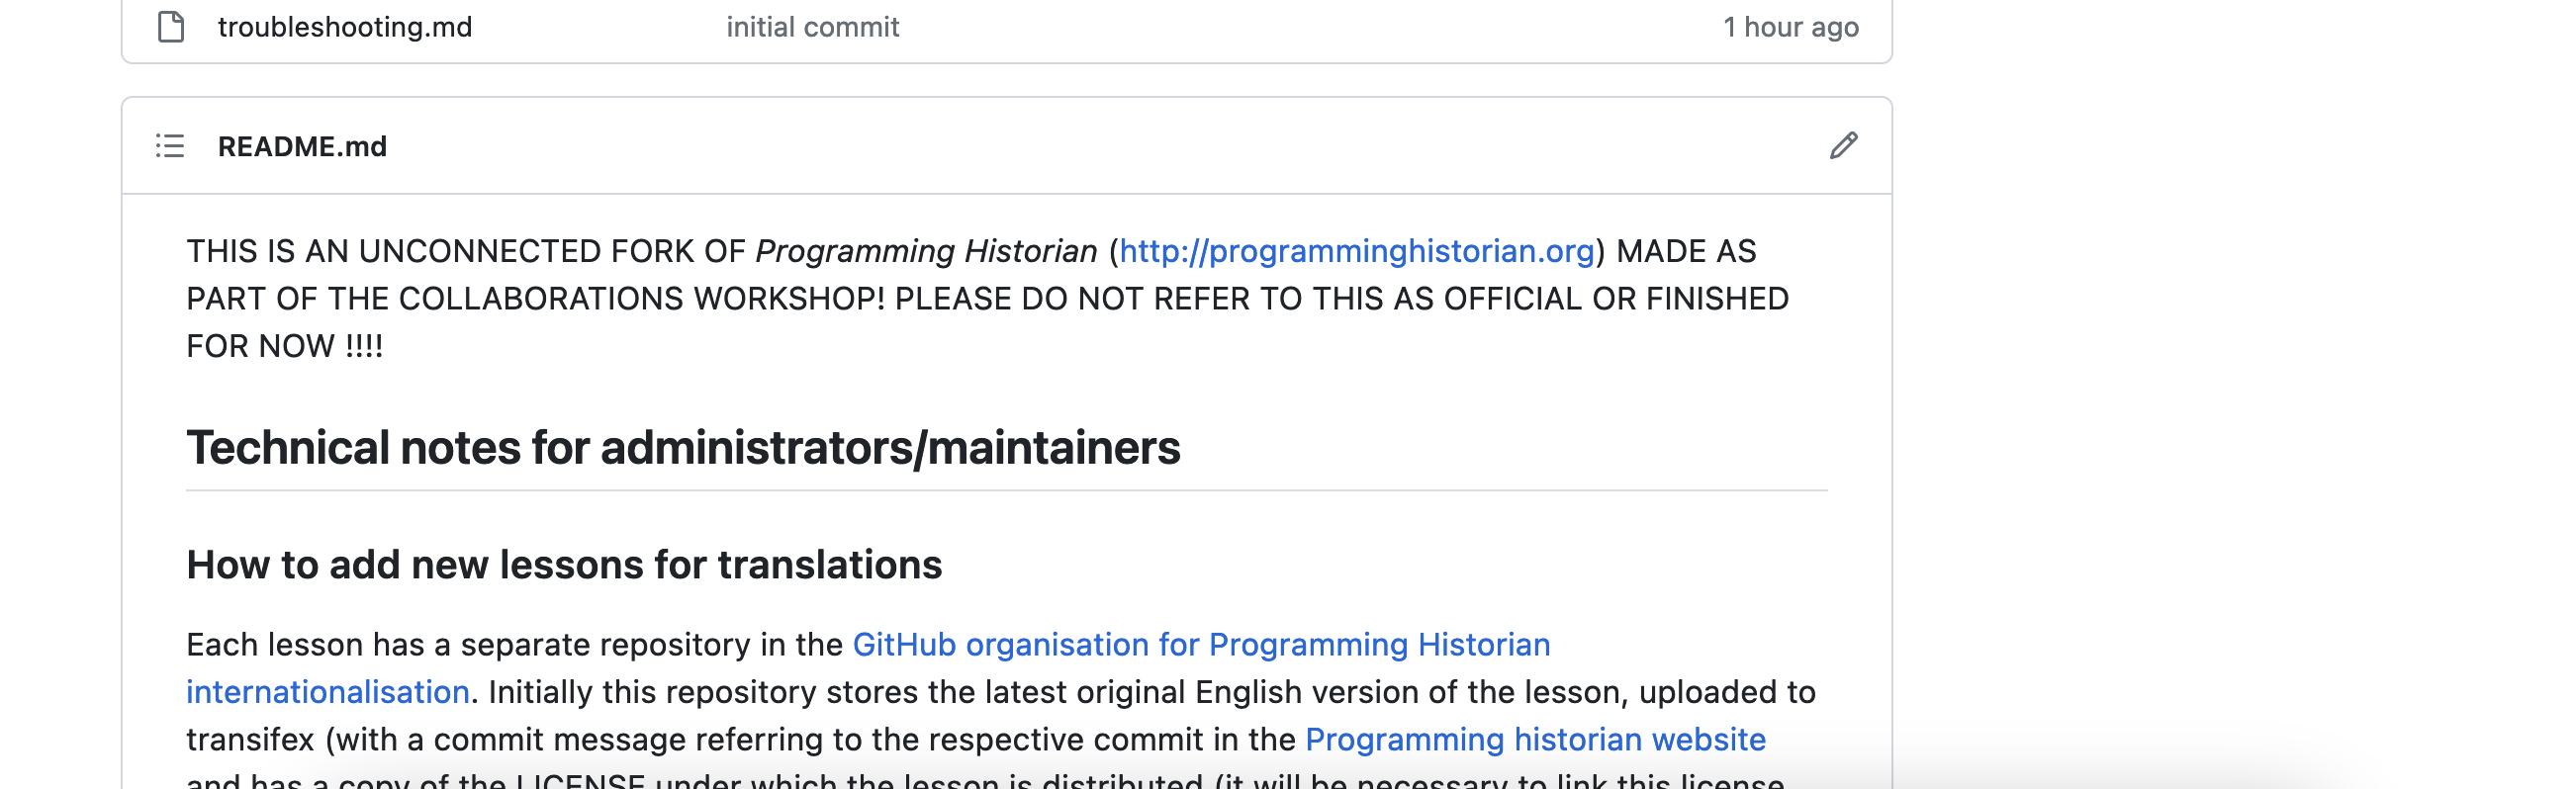 troubleshooting.md initial commit 1 hour ago
README.md
THIS IS AN UNCONNECTED FORK OF Programming Historian (http://programminghistorian.org) MADE AS
PART OF THE COLLABORATIONS WORKSHOP! PLEASE DO NOT REFER TO THIS AS OFFICIAL OR FINISHED
FOR NOW !!!!
Technical notes for administrators/maintainers
How to add new lessons for translations
Each lesson has a separate repository in the GitHub organisation for Programming Historian
internationalisation. Initially this repository stores the latest original English version of the lesson, uploaded to
transifex (with a commit message referring to the respective commit in the Programming historian website
and has a copy of the LICENSE under which the lesson is distributed (it will be necessary to link this license